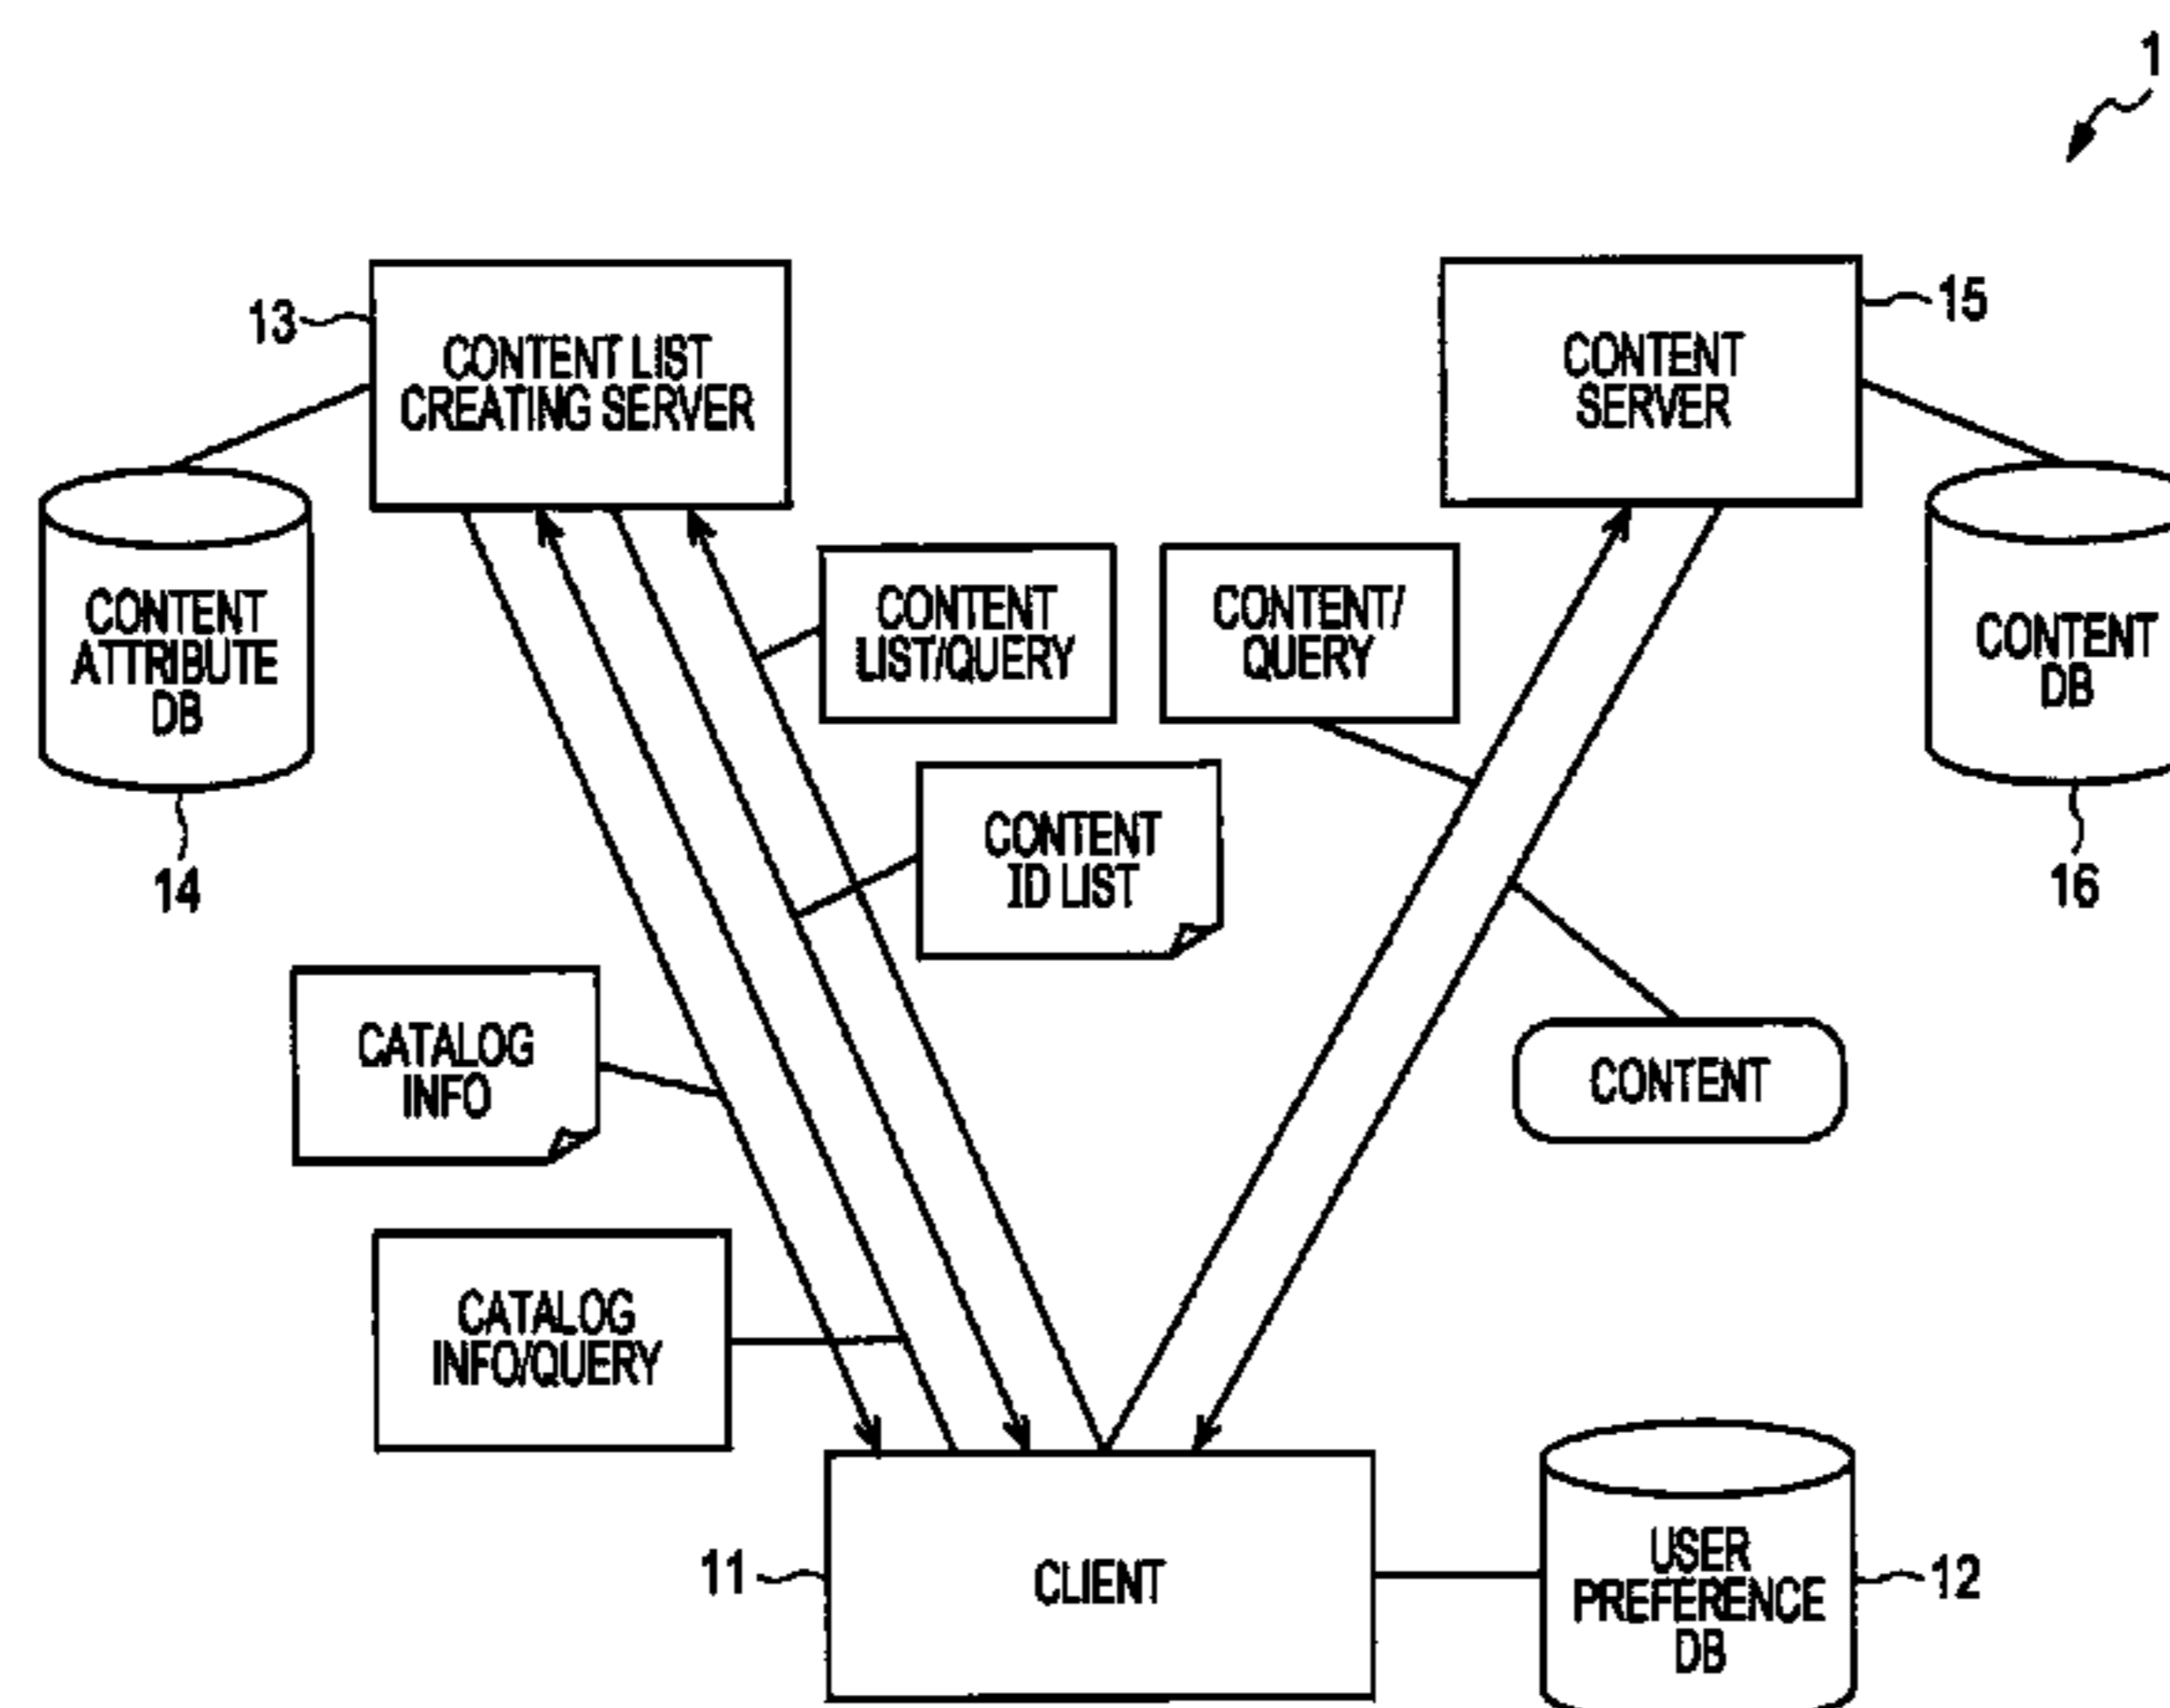 1
13
CONTENT LIST
CREATING SERVER
CONTENT
SERVER
15
CONTENT
ATTRIBUTE
DB
14
CONTENT
LIST/QUERY
CONTENT/
QUERY
CONTENT
DB
16
CONTENT
ID LIST
CATALOG
INFO
CONTENT
CATALOG
INFO/QUERY
11
CLIENT
USER
PREFERENCE
DB
12